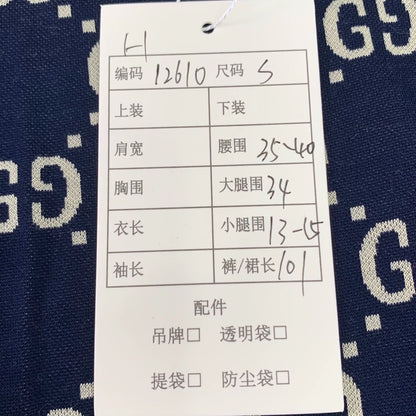 H
编码 12610 尺码 S
上装 下装
肩宽 腰围 35-40
胸围 大腿围 34
衣长 小腿围 13-15
袖长 裤/裙长 101
配件
吊牌□ 透明袋□
提袋□ 防尘袋□